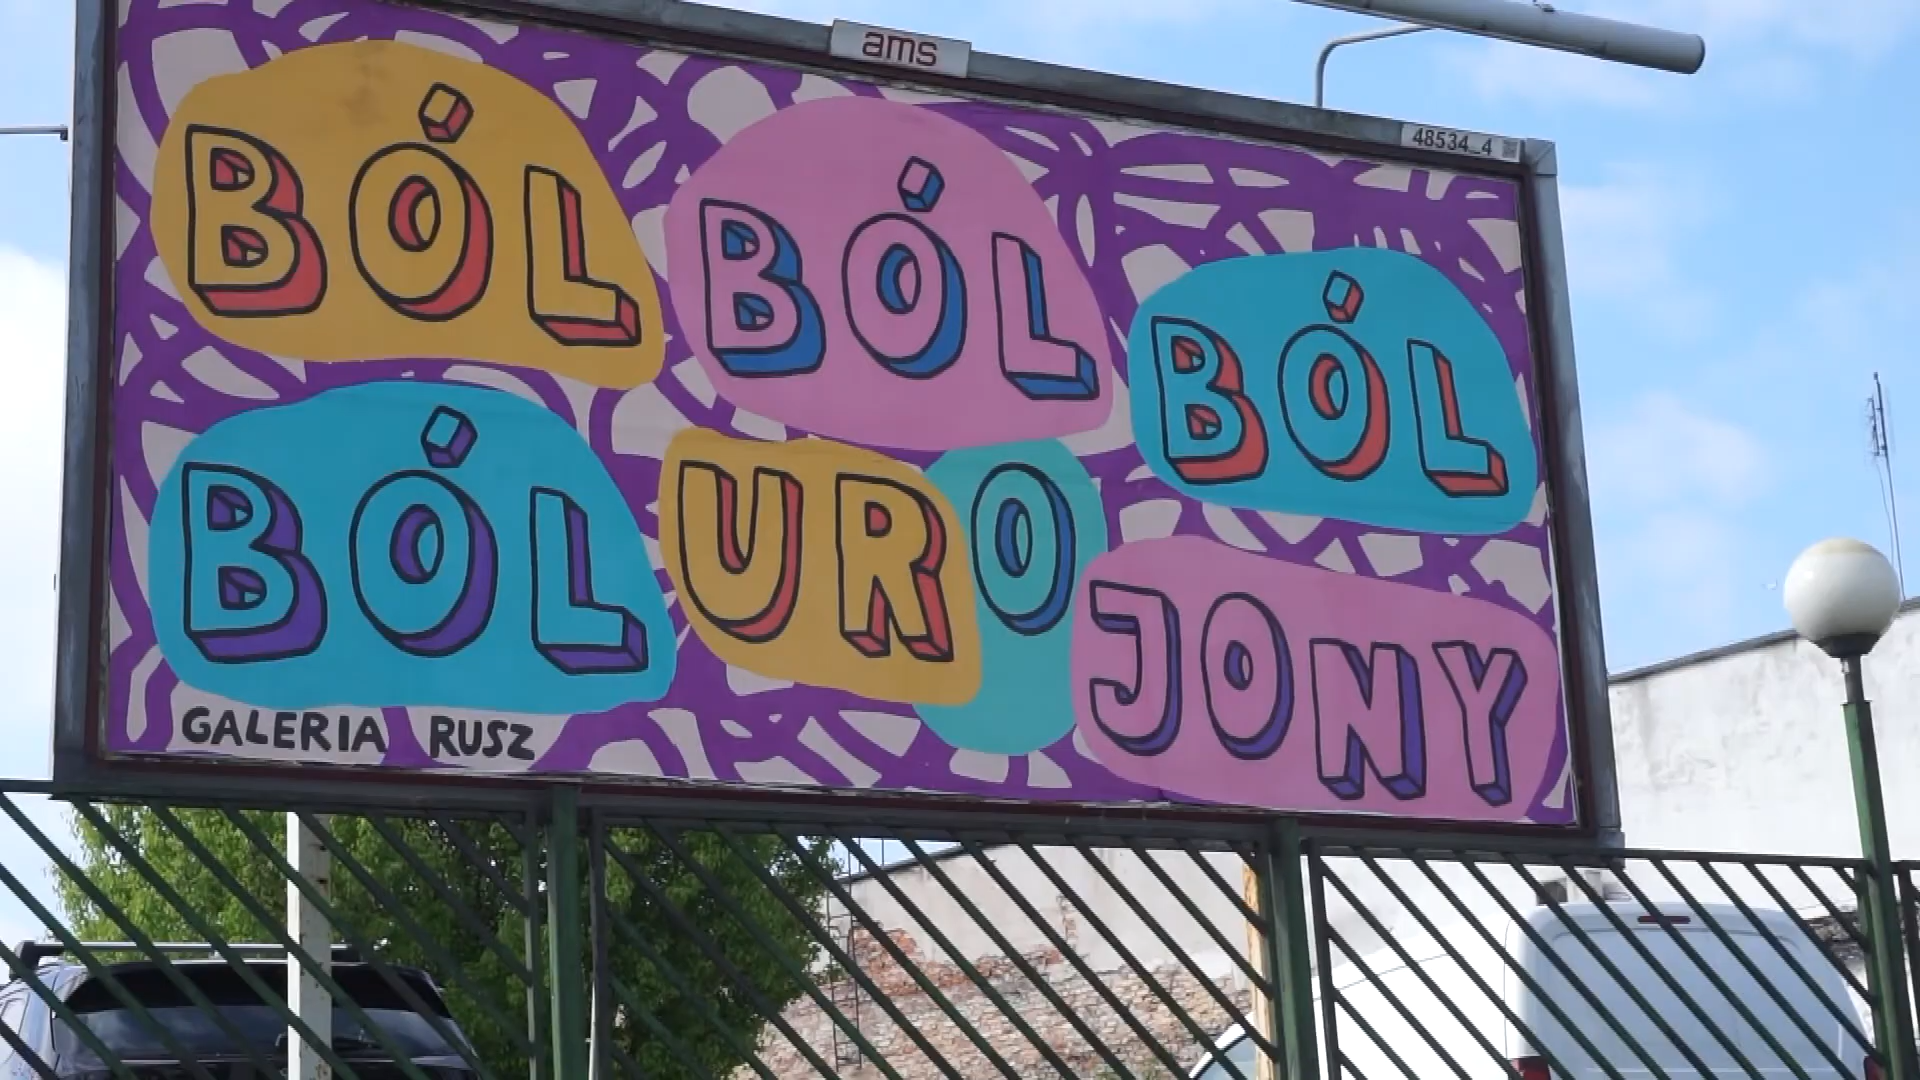 ams
48534_4
BÓL BÓL BÓL
BÓL URO JONY
GALERIA RUSZ